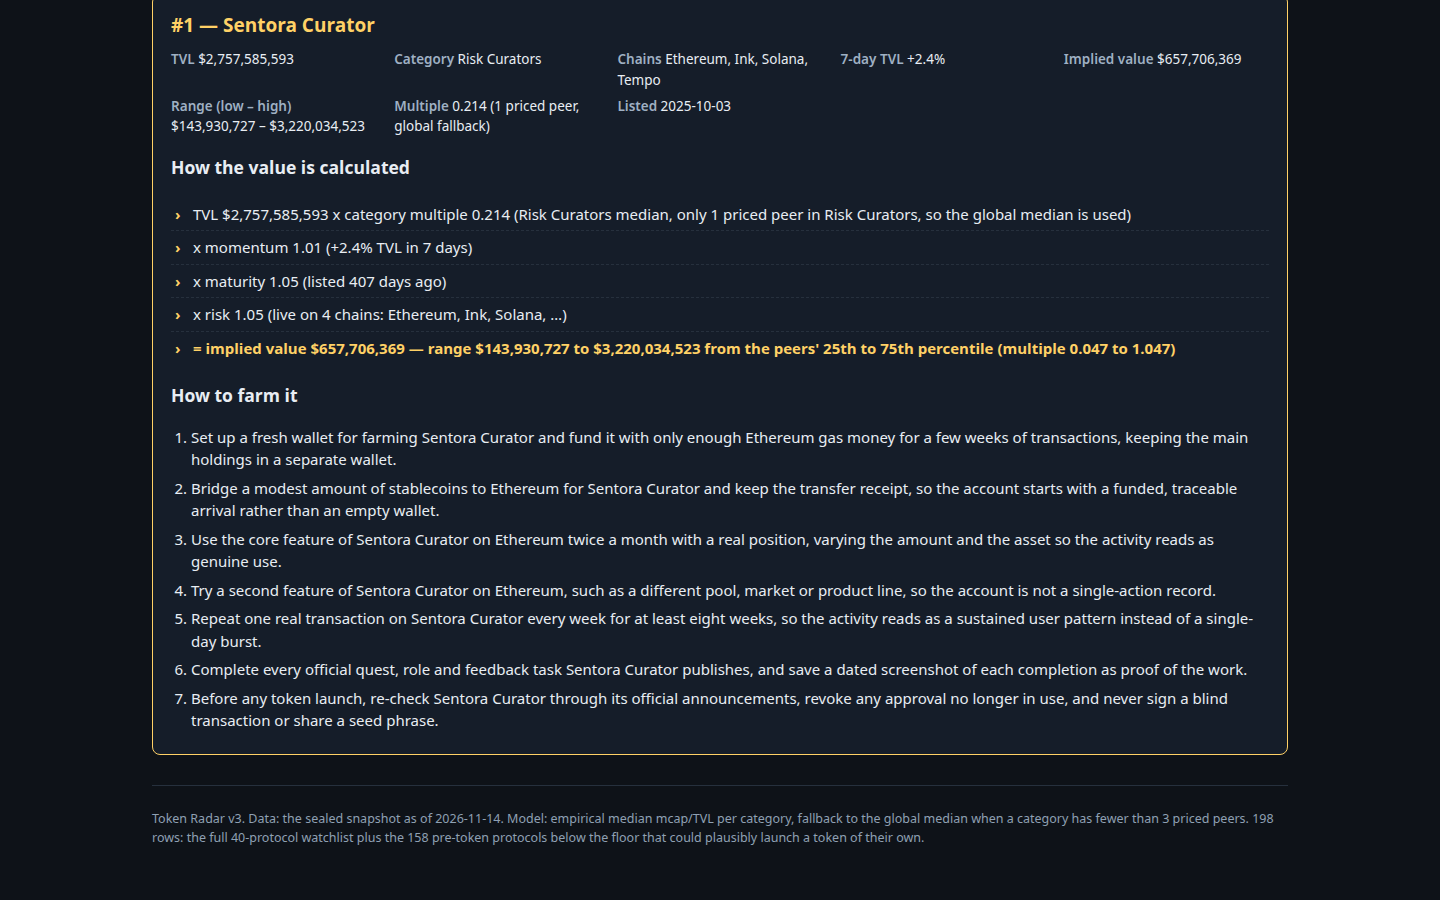 #1 — Sentora Curator
TVL $2,757,585,593
Category Risk Curators
Chains Ethereum, Ink, Solana,
Tempo
7-day TVL +2.4%
Implied value $657,706,369
Range (low – high)
$143,930,727 – $3,220,034,523
Multiple 0.214 (1 priced peer,
global fallback)
Listed 2025-10-03
How the value is calculated
› TVL $2,757,585,593 x category multiple 0.214 (Risk Curators median, only 1 priced peer in Risk Curators, so the global median is used)
› x momentum 1.01 (+2.4% TVL in 7 days)
› x maturity 1.05 (listed 407 days ago)
› x risk 1.05 (live on 4 chains: Ethereum, Ink, Solana, ...)
› = implied value $657,706,369 — range $143,930,727 to $3,220,034,523 from the peers' 25th to 75th percentile (multiple 0.047 to 1.047)
How to farm it
1. Set up a fresh wallet for farming Sentora Curator and fund it with only enough Ethereum gas money for a few weeks of transactions, keeping the main
holdings in a separate wallet.
2. Bridge a modest amount of stablecoins to Ethereum for Sentora Curator and keep the transfer receipt, so the account starts with a funded, traceable
arrival rather than an empty wallet.
3. Use the core feature of Sentora Curator on Ethereum twice a month with a real position, varying the amount and the asset so the activity reads as
genuine use.
4. Try a second feature of Sentora Curator on Ethereum, such as a different pool, market or product line, so the account is not a single-action record.
5. Repeat one real transaction on Sentora Curator every week for at least eight weeks, so the activity reads as a sustained user pattern instead of a single-
day burst.
6. Complete every official quest, role and feedback task Sentora Curator publishes, and save a dated screenshot of each completion as proof of the work.
7. Before any token launch, re-check Sentora Curator through its official announcements, revoke any approval no longer in use, and never sign a blind
transaction or share a seed phrase.
Token Radar v3. Data: the sealed snapshot as of 2026-11-14. Model: empirical median mcap/TVL per category, fallback to the global median when a category has fewer than 3 priced peers. 198
rows: the full 40-protocol watchlist plus the 158 pre-token protocols below the floor that could plausibly launch a token of their own.